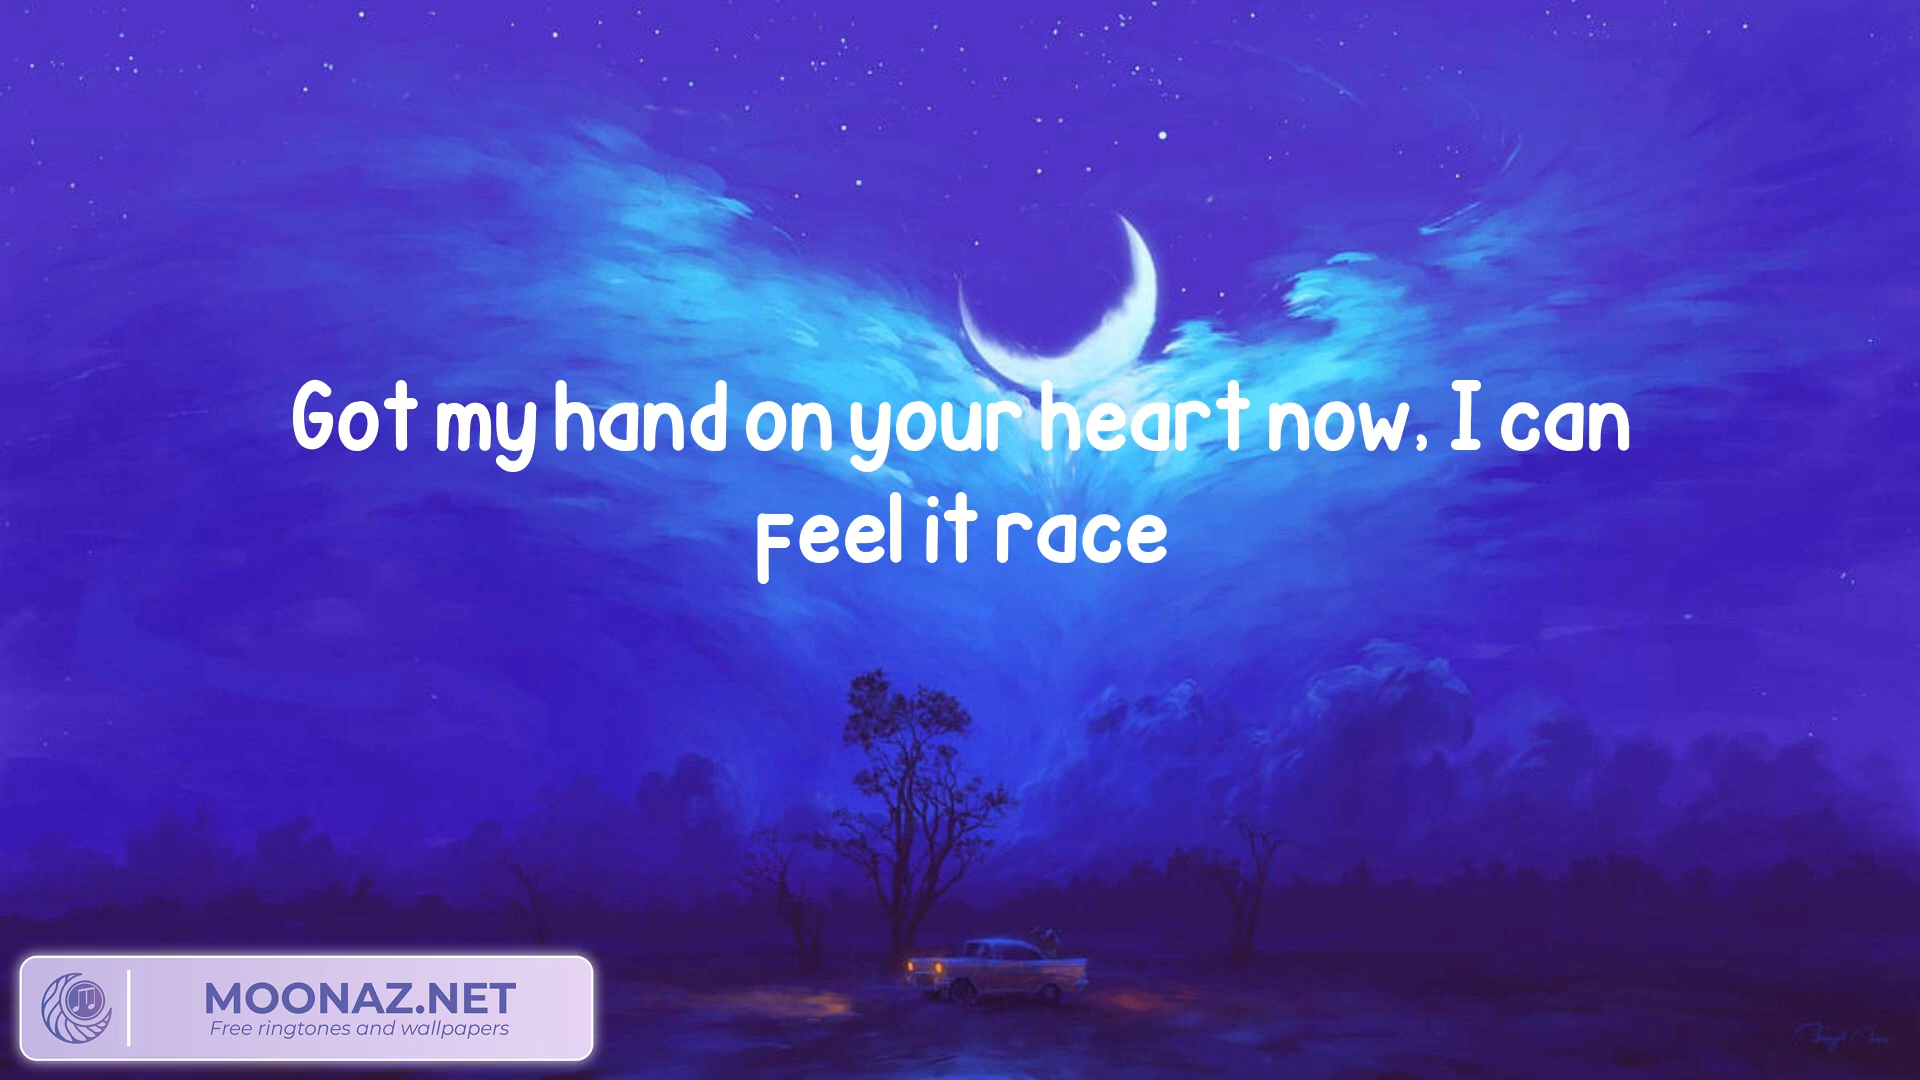 Got my hand on your heart now, I can
feel it race
MOONAZ.NET
Free ringtones and wallpapers